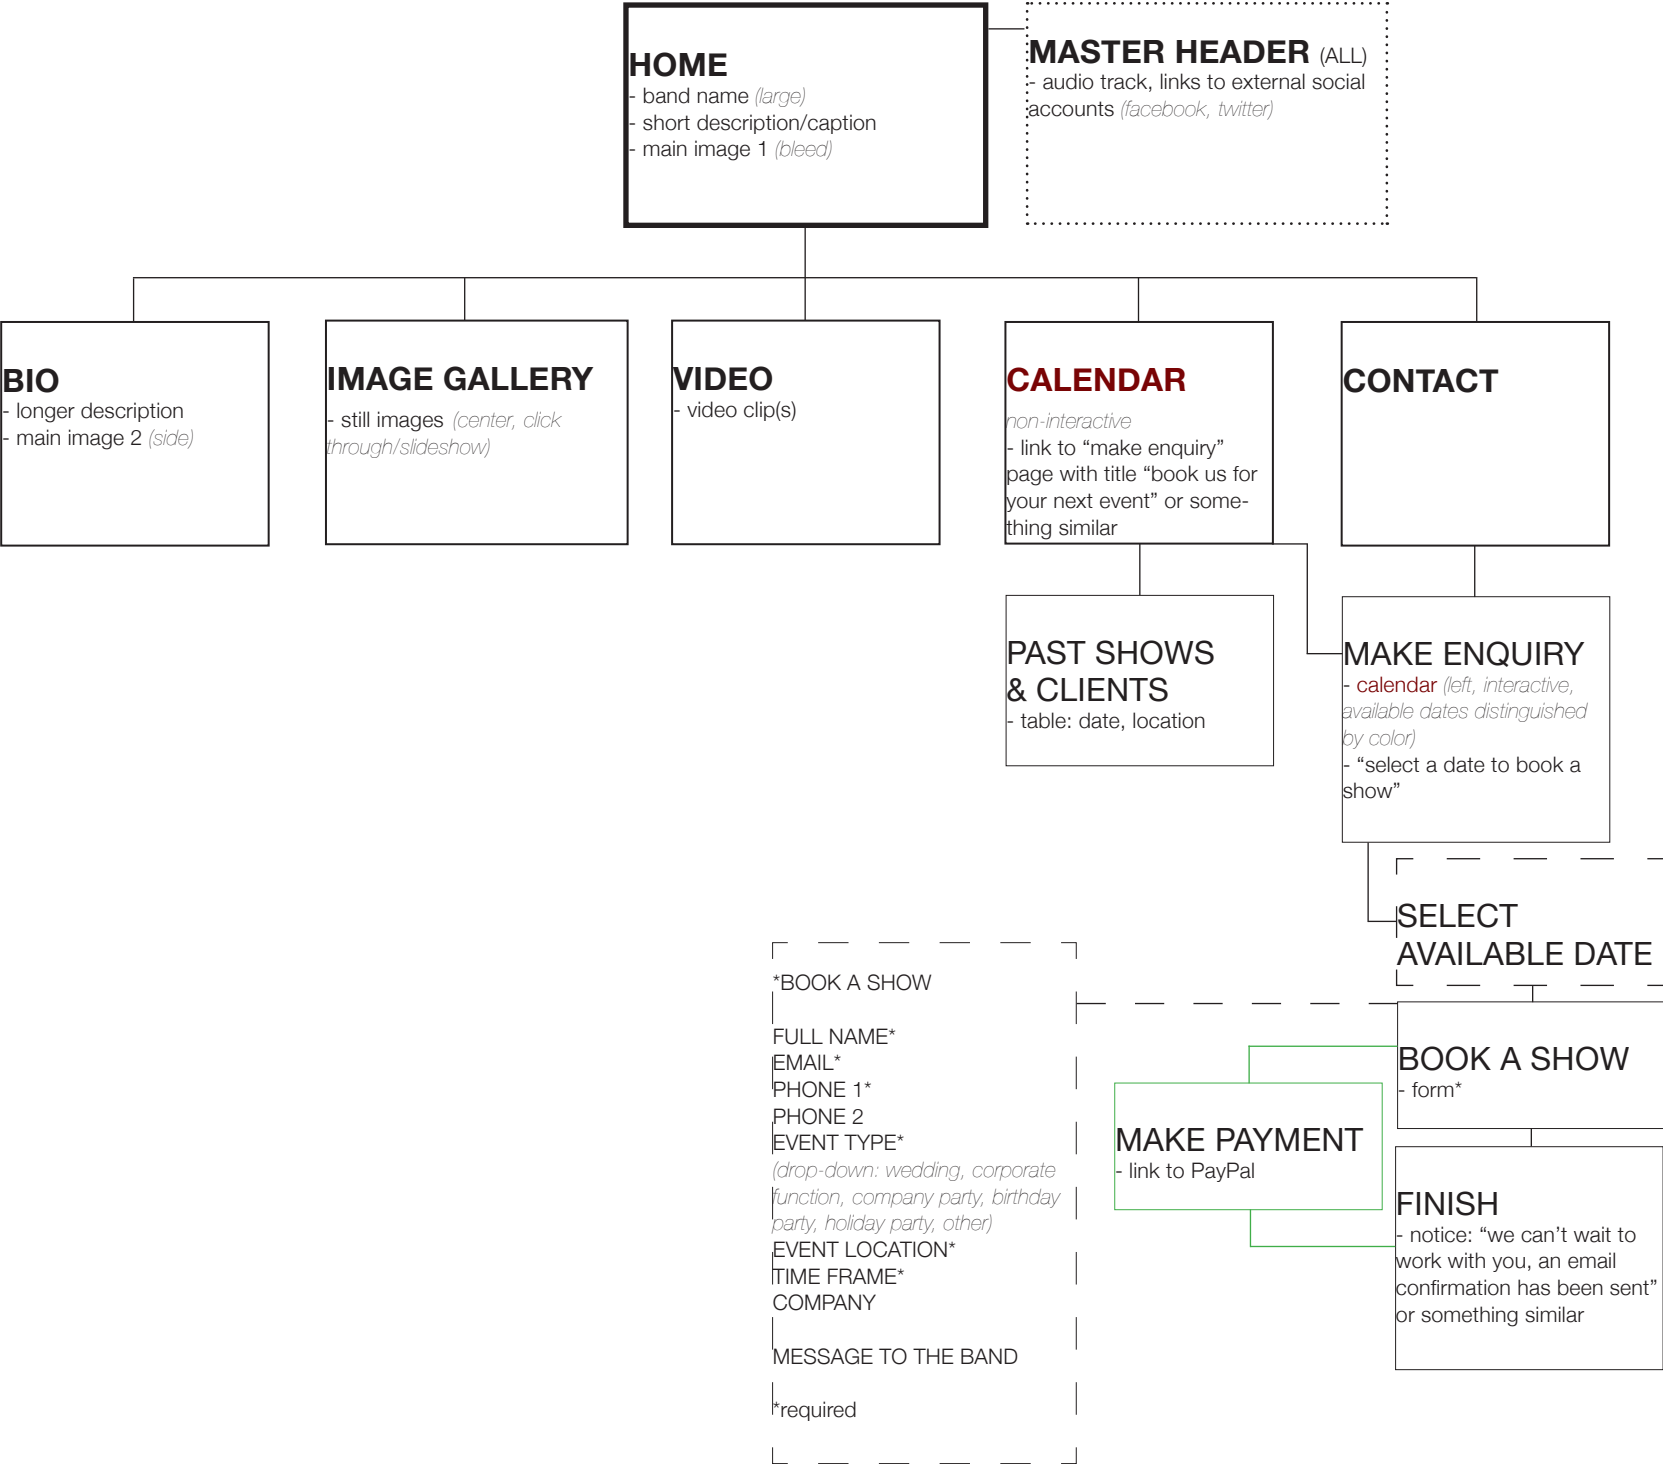 HOME
- band name (large)
- short description/caption
- main image 1 (bleed)
MASTER HEADER (ALL)
- audio track, links to external social
accounts (facebook, twitter)
BIO
- longer description
- main image 2 (side)
IMAGE GALLERY
- still images (center, click
through/slideshow)
VIDEO
- video clip(s)
CALENDAR
non-interactive
- link to “make enquiry”
page with title “book us for
your next event” or some-
thing similar
CONTACT
PAST SHOWS
& CLIENTS
- table: date, location
MAKE ENQUIRY
- calendar (left, interactive,
available dates distinguished
by color)
- “select a date to book a
show”
SELECT
AVAILABLE DATE
*BOOK A SHOW
FULL NAME*
EMAIL*
PHONE 1*
PHONE 2
EVENT TYPE*
(drop-down: wedding, corporate
function, company party, birthday
party, holiday party, other)
EVENT LOCATION*
TIME FRAME*
COMPANY
MESSAGE TO THE BAND
*required
BOOK A SHOW
- form*
MAKE PAYMENT
- link to PayPal
FINISH
- notice: “we can’t wait to
work with you, an email
confirmation has been sent”
or something similar